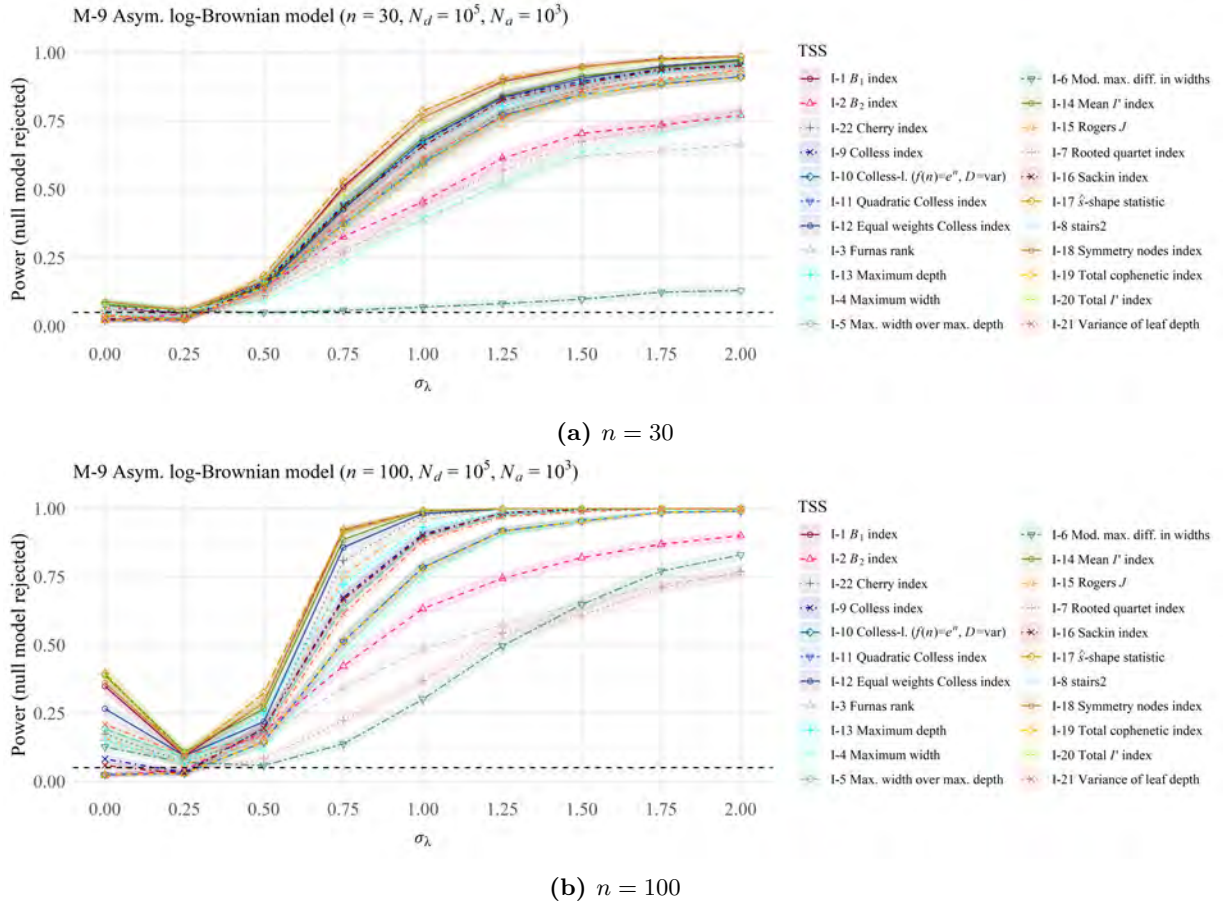 M-9 Asym. log-Brownian model (n = 30, N_d = 10^5, N_a = 10^3)
Power (null model rejected)
1.00
0.75
0.50
0.25
0.00
0.00 0.25 0.50 0.75 1.00 1.25 1.50 1.75 2.00
σ_λ
TSS
I-1 B₁ index
I-2 B₂ index
I-22 Cherry index
I-9 Colless index
I-10 Colless-l. (f(n)=eⁿ, D=var)
I-11 Quadratic Colless index
I-12 Equal weights Colless index
I-3 Furnas rank
I-13 Maximum depth
I-4 Maximum width
I-5 Max. width over max. depth
I-6 Mod. max. diff. in widths
I-14 Mean I' index
I-15 Rogers J
I-7 Rooted quartet index
I-16 Sackin index
I-17 ŝ-shape statistic
I-8 stairs2
I-18 Symmetry nodes index
I-19 Total cophenetic index
I-20 Total I' index
I-21 Variance of leaf depth
(a) n = 30
M-9 Asym. log-Brownian model (n = 100, N_d = 10^5, N_a = 10^3)
Power (null model rejected)
1.00
0.75
0.50
0.25
0.00
0.00 0.25 0.50 0.75 1.00 1.25 1.50 1.75 2.00
σ_λ
TSS
I-1 B₁ index
I-2 B₂ index
I-22 Cherry index
I-9 Colless index
I-10 Colless-l. (f(n)=eⁿ, D=var)
I-11 Quadratic Colless index
I-12 Equal weights Colless index
I-3 Furnas rank
I-13 Maximum depth
I-4 Maximum width
I-5 Max. width over max. depth
I-6 Mod. max. diff. in widths
I-14 Mean I' index
I-15 Rogers J
I-7 Rooted quartet index
I-16 Sackin index
I-17 ŝ-shape statistic
I-8 stairs2
I-18 Symmetry nodes index
I-19 Total cophenetic index
I-20 Total I' index
I-21 Variance of leaf depth
(b) n = 100